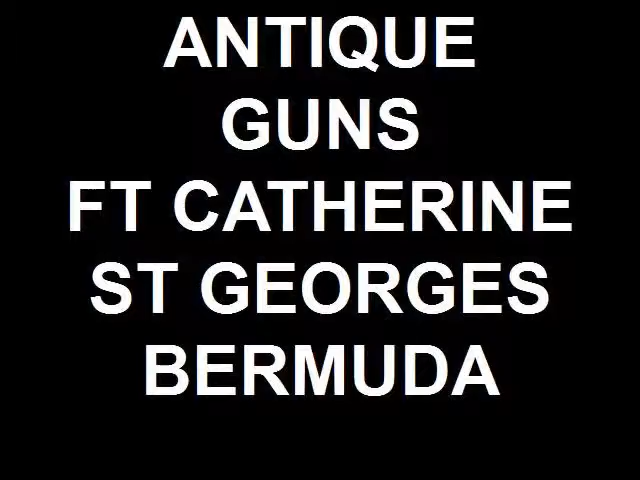 ANTIQUE
GUNS
FT CATHERINE
ST GEORGES
BERMUDA